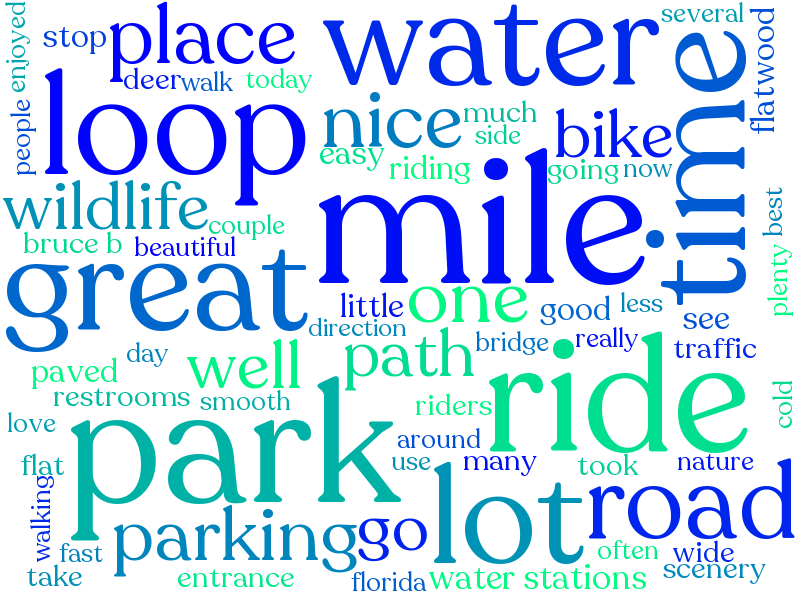 enjoyed
stop
place
water
several
time
flatwood
deer
walk
today
people
loop
nice
much
side
bike
easy
riding
going
now
wildlife
couple
mile
best
bruce b
beautiful
great
little
one
good
less
see
plenty
direction
day
well
path
bridge
really
traffic
paved
restrooms
smooth
park
riders
ride
cold
love
around
flat
use
many
took
nature
walking
parking
go
lot
road
fast
often
wide
take
entrance
florida
water stations
scenery